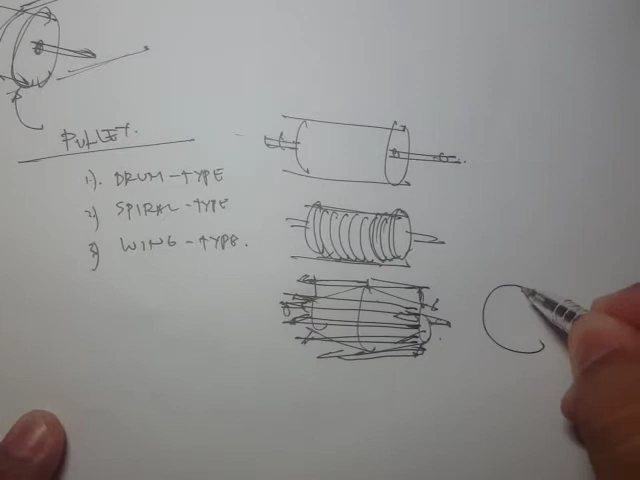 PULLEY.
1). DRUM-TYPE
2) SPIRAL-TYPE
3) WING-TYPE.